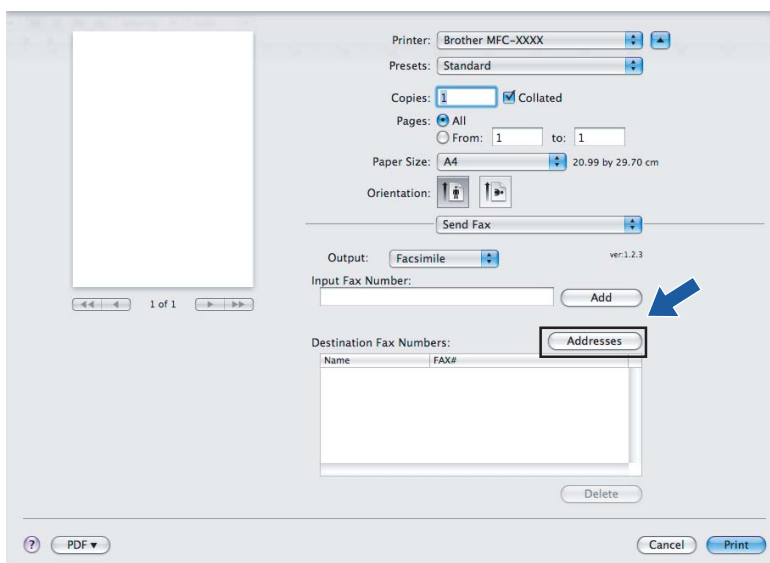 Printer: Brother MFC-XXXX
Presets: Standard
Copies: 1 Collated
Pages: All
From: 1 to: 1
Paper Size: A4 20.99 by 29.70 cm
Orientation:
Send Fax
Output: Facsimile ver:1.2.3
Input Fax Number:
Add
1 of 1
Destination Fax Numbers: Addresses
Name FAX#
Delete
? PDF▼ Cancel Print